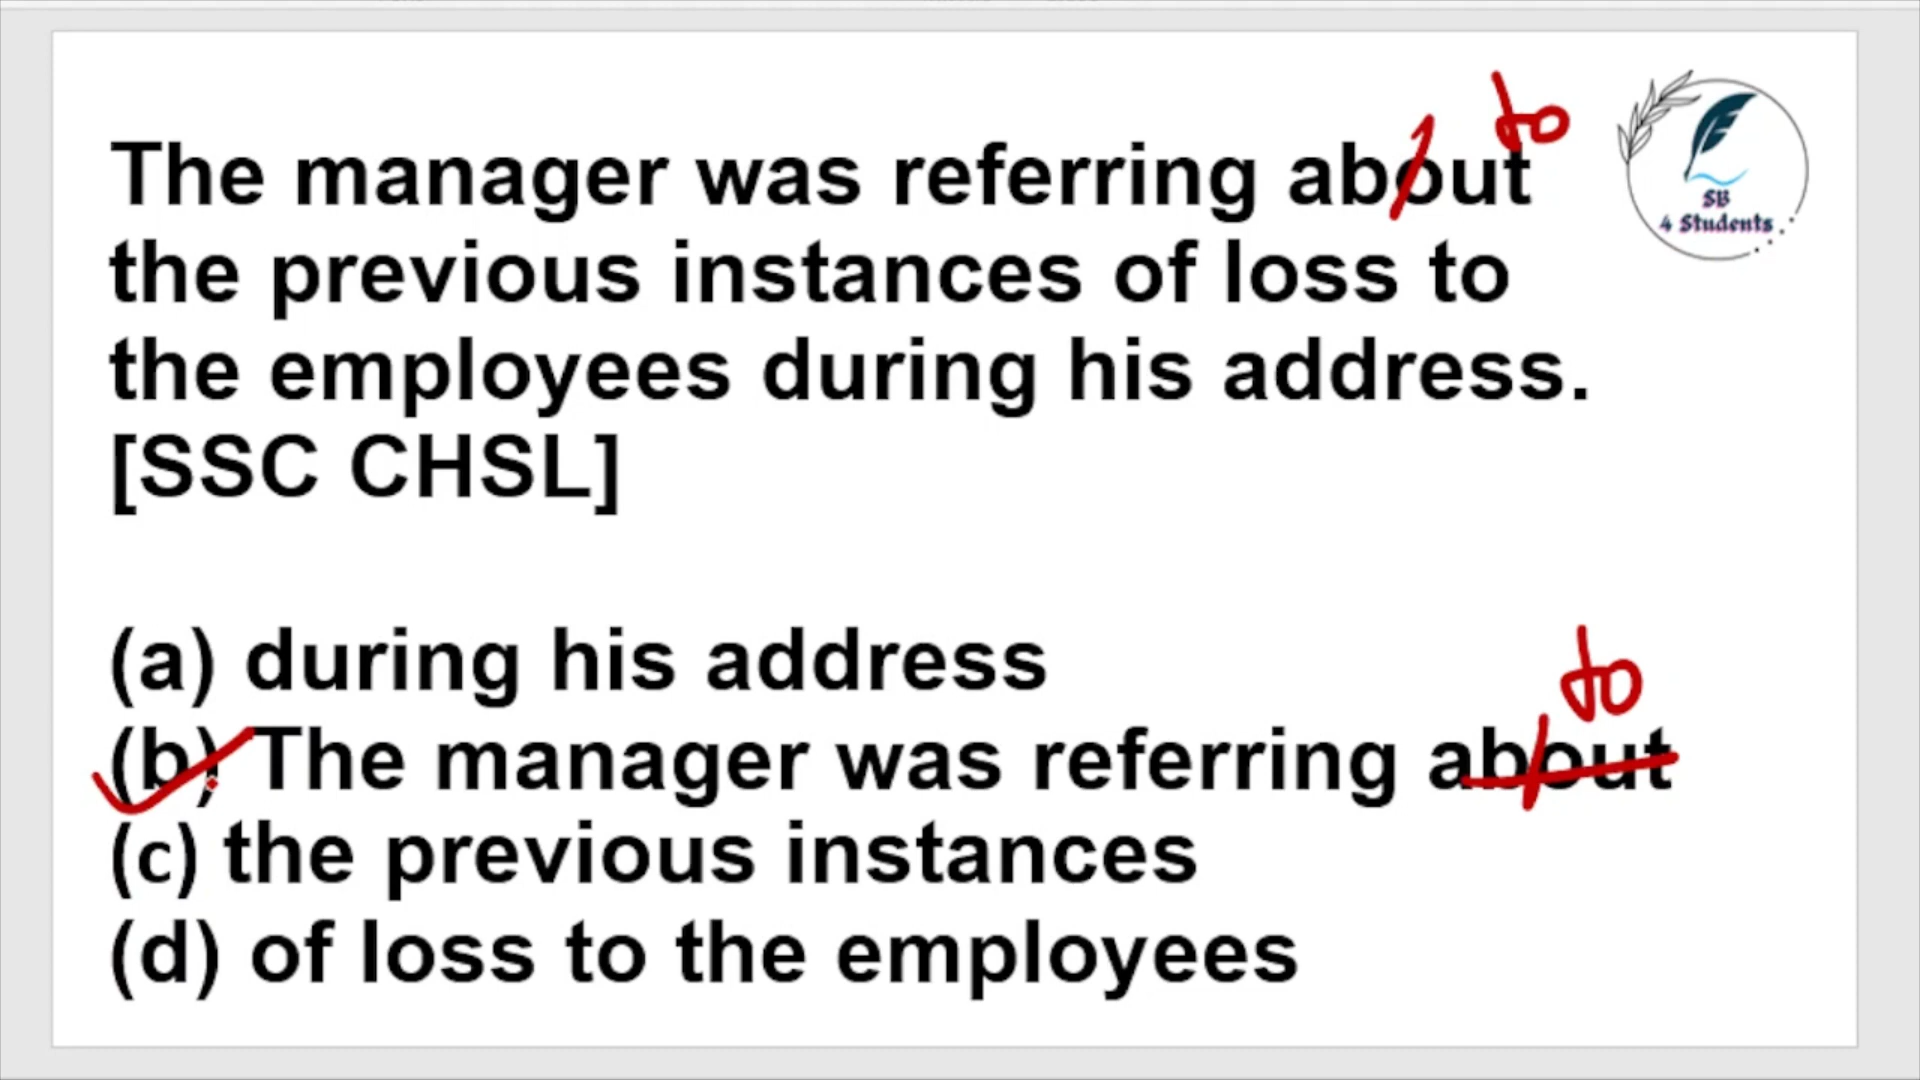 to
The manager was referring about
the previous instances of loss to
the employees during his address.
[SSC CHSL]
SB
4 Students
(a) during his address
to
(b) The manager was referring about
(c) the previous instances
(d) of loss to the employees